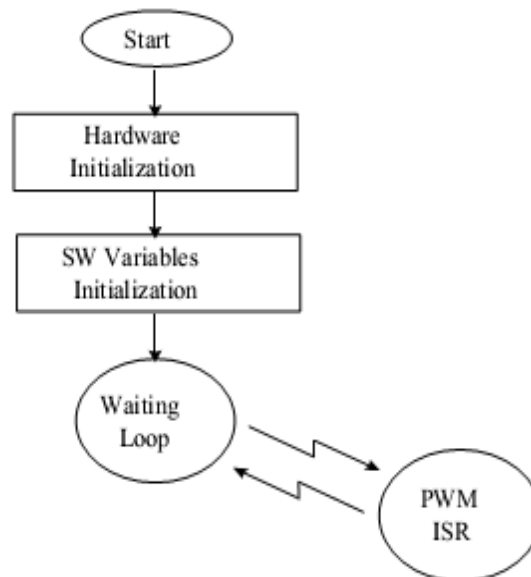 Start
Hardware
Initialization
SW Variables
Initialization
Waiting
Loop
PWM
ISR